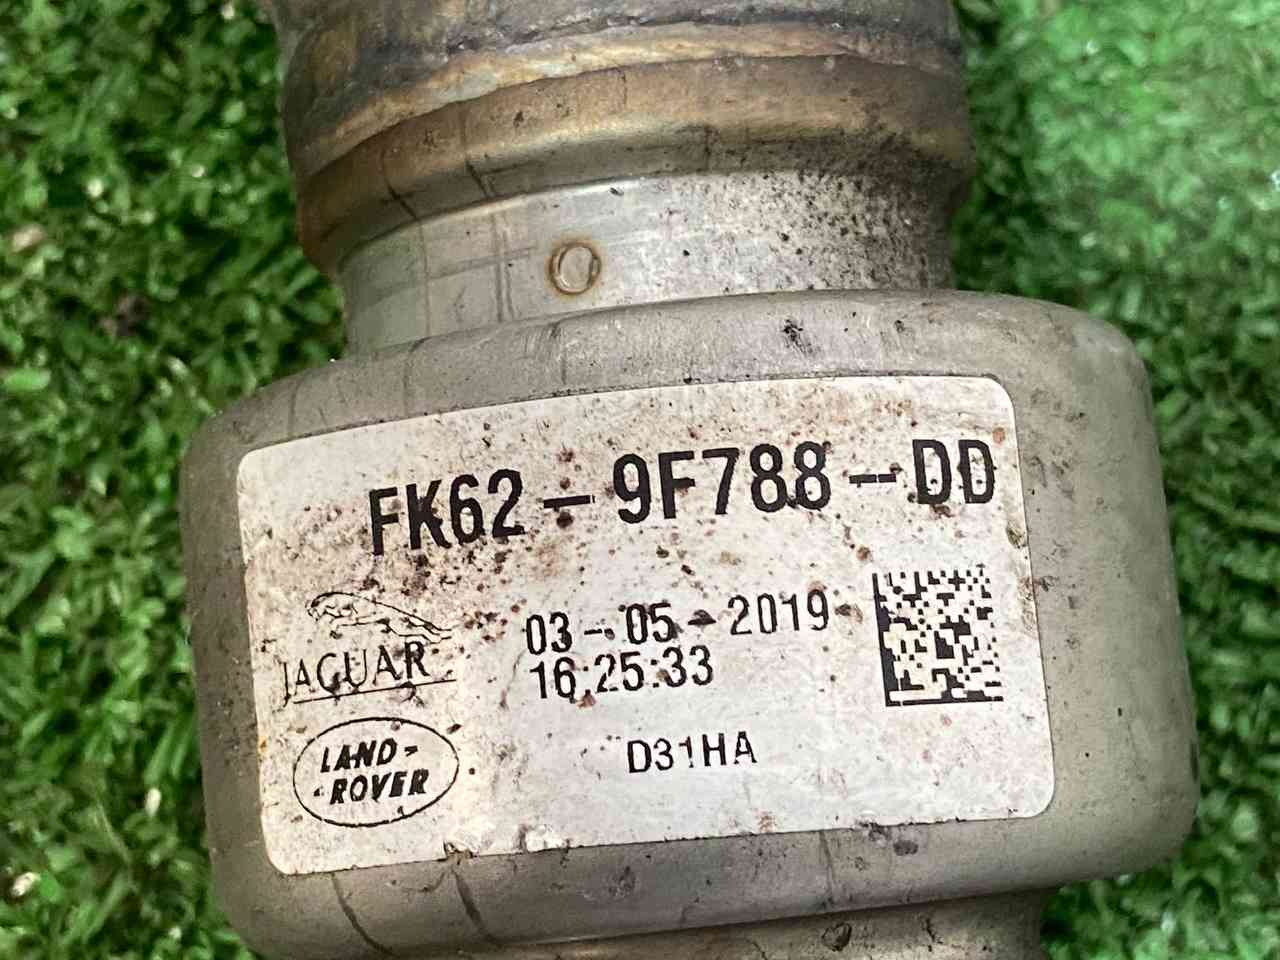 FK62-9F788-DD
03-05-2019
16:25:33
JAGUAR
D31HA
LAND-
-ROVER